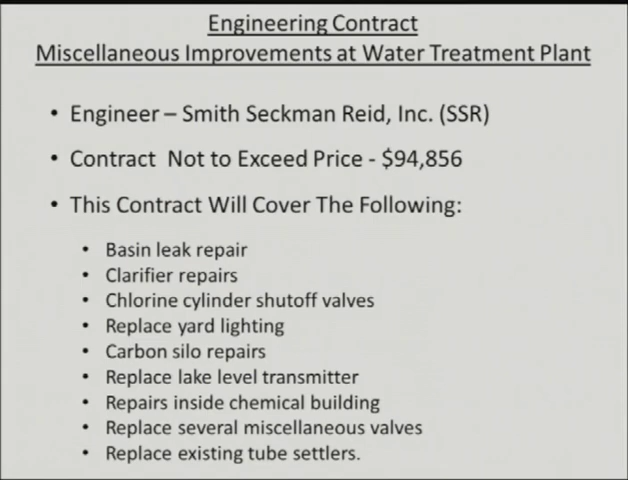 Engineering Contract
Miscellaneous Improvements at Water Treatment Plant
• Engineer – Smith Seckman Reid, Inc. (SSR)
• Contract Not to Exceed Price - $94,856
• This Contract Will Cover The Following:
• Basin leak repair
• Clarifier repairs
• Chlorine cylinder shutoff valves
• Replace yard lighting
• Carbon silo repairs
• Replace lake level transmitter
• Repairs inside chemical building
• Replace several miscellaneous valves
• Replace existing tube settlers.